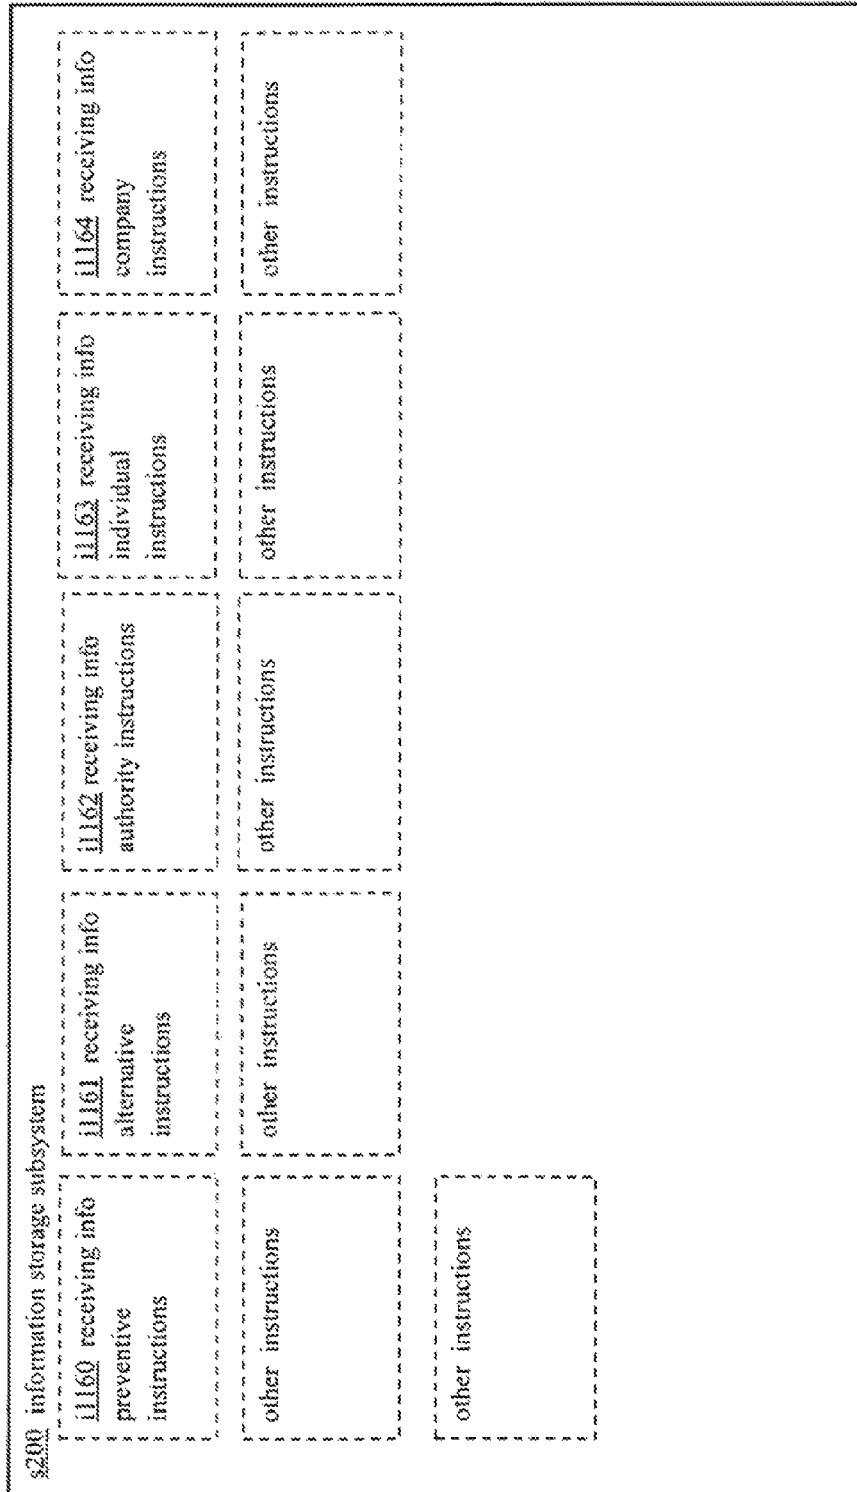 s200 information storage subsystem
i1160 receiving info
preventive
instructions
i1161 receiving info
alternative
instructions
i1162 receiving info
authority instructions
i1163 receiving info
individual
instructions
i1164 receiving info
company
instructions
other instructions
other instructions
other instructions
other instructions
other instructions
other instructions